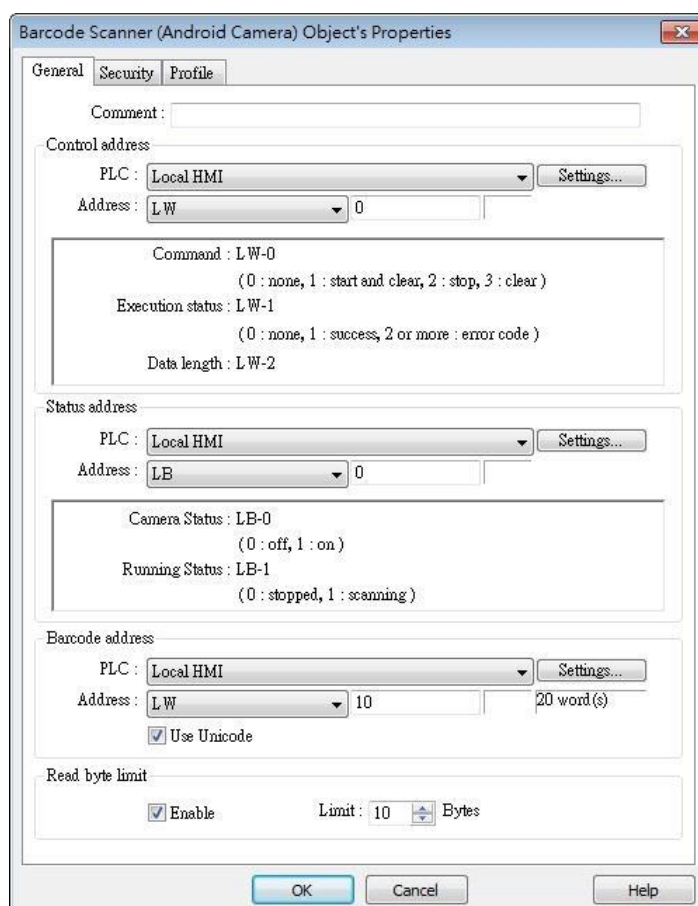 Barcode Scanner (Android Camera) Object's Properties
General Security Profile
Comment :
Control address
PLC : Local HMI Settings...
Address : LW 0
Command : LW-0
( 0 : none, 1 : start and clear, 2 : stop, 3 : clear )
Execution status : LW-1
( 0 : none, 1 : success, 2 or more : error code )
Data length : LW-2
Status address
PLC : Local HMI Settings...
Address : LB 0
Camera Status : LB-0
( 0 : off, 1 : on )
Running Status : LB-1
( 0 : stopped, 1 : scanning )
Barcode address
PLC : Local HMI Settings...
Address : LW 10 20 word(s)
Use Unicode
Read byte limit
Enable Limit : 10 Bytes
OK Cancel Help